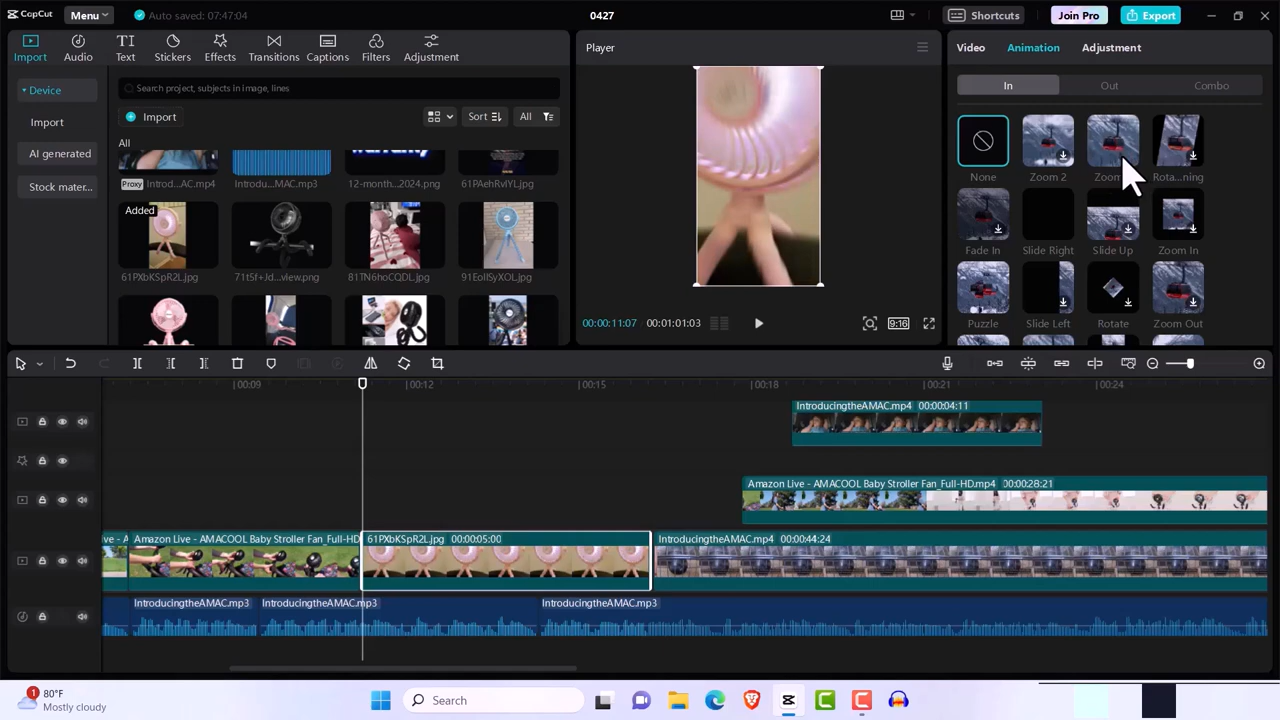 CapCut
Menu
Auto saved: 07:47:04
0427
Shortcuts
Join Pro
Export
Import
Audio
Text
Stickers
Effects
Transitions
Captions
Filters
Adjustment
Device
Import
AI generated
Stock mater...
Search project, subjects in image, lines
Import
Sort
All
All
Proxy
Introd...AC.mp4
Introdu...MAC.mp3
12-month...2024.png
61PAehRvlYL.jpg
Added
61PXbKSpR2L.jpg
71t5f+Jd...view.png
81TN6hoCQDL.jpg
91EolISyXOL.jpg
Player
00:00:11:07
00:01:01:03
9:16
Video
Animation
Adjustment
In
Out
Combo
None
Zoom 2
Rota...ning
Fade In
Slide Right
Slide Up
Zoom In
Puzzle
Slide Left
Rotate
Zoom Out
00:09
00:12
00:15
00:18
00:21
00:24
IntroducingtheAMAC.mp4 00:00:04:11
Amazon Live - AMACOOL Baby Stroller Fan_Full-HD.mp4 00:00:28:21
ive - A
Amazon Live - AMACOOL Baby Stroller Fan_Full-HD
61PXbKSpR2L.jpg 00:00:05:00
IntroducingtheAMAC.mp4 00:00:44:24
IntroducingtheAMAC.mp3
IntroducingtheAMAC.mp3
IntroducingtheAMAC.mp3
1
80°F
Mostly cloudy
Search